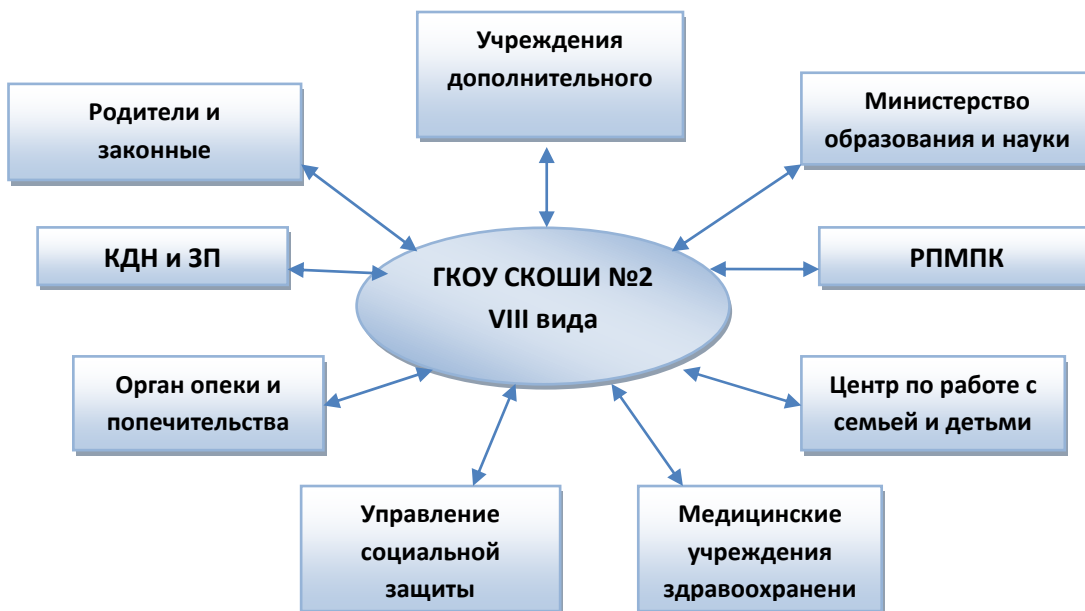 Учреждения
дополнительного
Родители и
законные
Министерство
образования и науки
КДН и ЗП
ГКОУ СКОШИ №2
VIII вида
РПМПК
Орган опеки и
попечительства
Центр по работе с
семьей и детьми
Управление
социальной
защиты
Медицинские
учреждения
здравоохранени